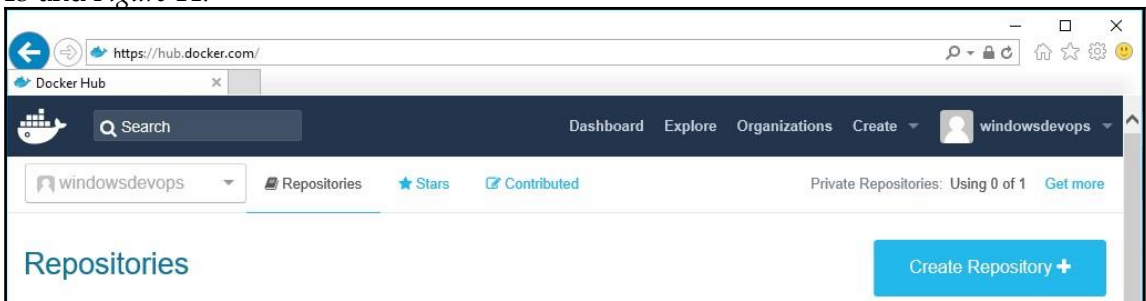 https://hub.docker.com/
Docker Hub
Search Dashboard Explore Organizations Create windowsdevops
windowsdevops Repositories Stars Contributed Private Repositories: Using 0 of 1 Get more
Repositories Create Repository +